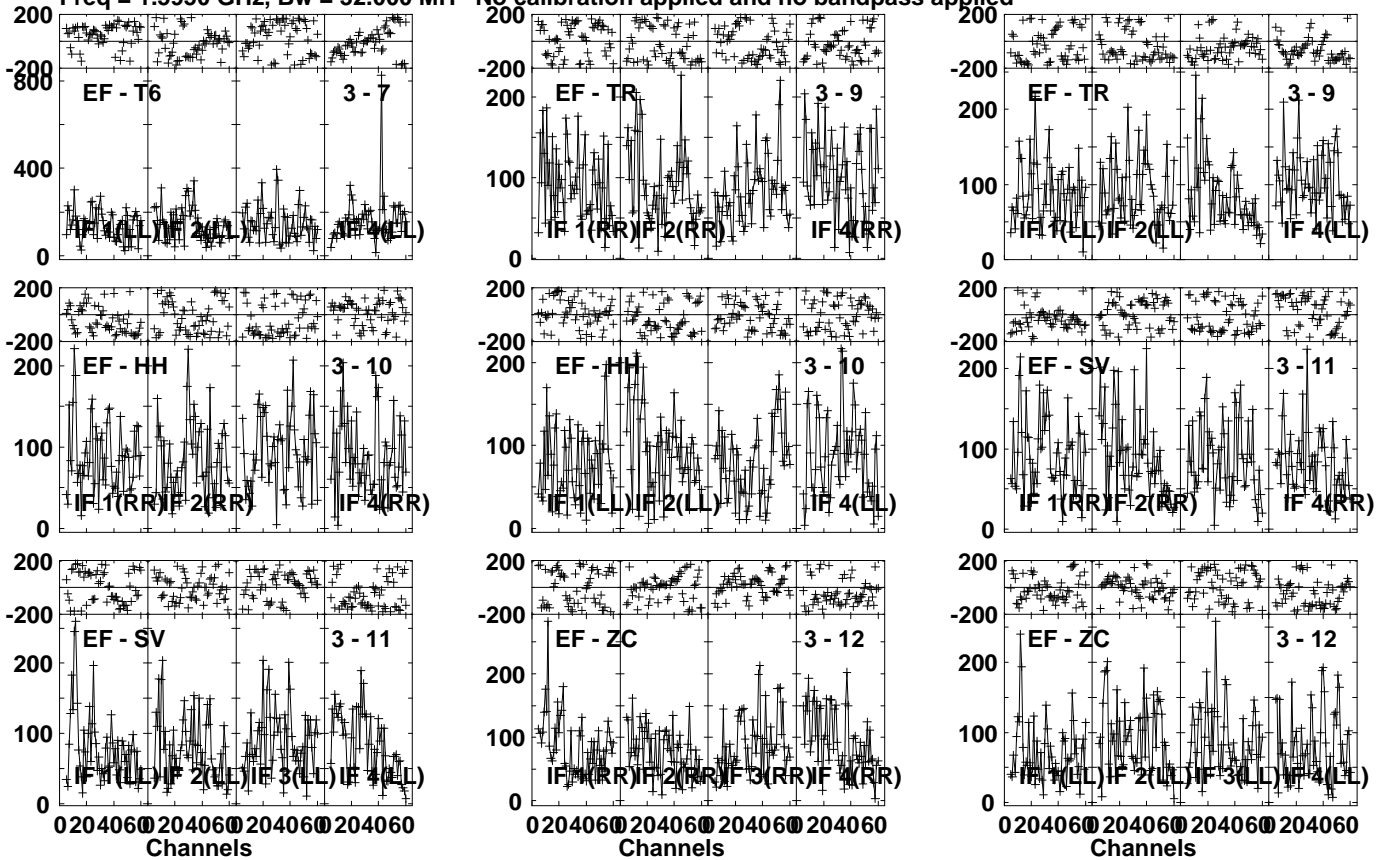 Freq = 1.5950 GHz, Bw = 32.000 MH No calibration applied and no bandpass applied
200
-200
800
400
0
EF - T6
3 - 7
IF 1(LL)
IF 2(LL)
IF 4(LL)
200
-200
200
100
0
EF - TR
3 - 9
IF 1(RR)
IF 2(RR)
IF 4(RR)
200
-200
200
100
0
EF - TR
3 - 9
IF 1(LL)
IF 2(LL)
IF 4(LL)
200
-200
200
100
0
EF - HH
3 - 10
IF 1(RR)
IF 2(RR)
IF 4(RR)
200
-200
200
100
0
EF - HH
3 - 10
IF 1(LL)
IF 2(LL)
IF 4(LL)
200
-200
200
100
0
EF - SV
3 - 11
IF 1(RR)
IF 2(RR)
IF 4(RR)
200
-200
200
100
0
EF - SV
3 - 11
IF 1(LL)
IF 2(LL)
IF 3(LL)
IF 4(LL)
0 20 40 60 0 20 40 60 0 20 40 60 0 20 40 60
Channels
200
-200
200
100
0
EF - ZC
3 - 12
IF 1(RR)
IF 2(RR)
IF 3(RR)
IF 4(RR)
0 20 40 60 0 20 40 60 0 20 40 60 0 20 40 60
Channels
200
-200
200
100
0
EF - ZC
3 - 12
IF 1(LL)
IF 2(LL)
IF 3(LL)
IF 4(LL)
0 20 40 60 0 20 40 60 0 20 40 60 0 20 40 60
Channels